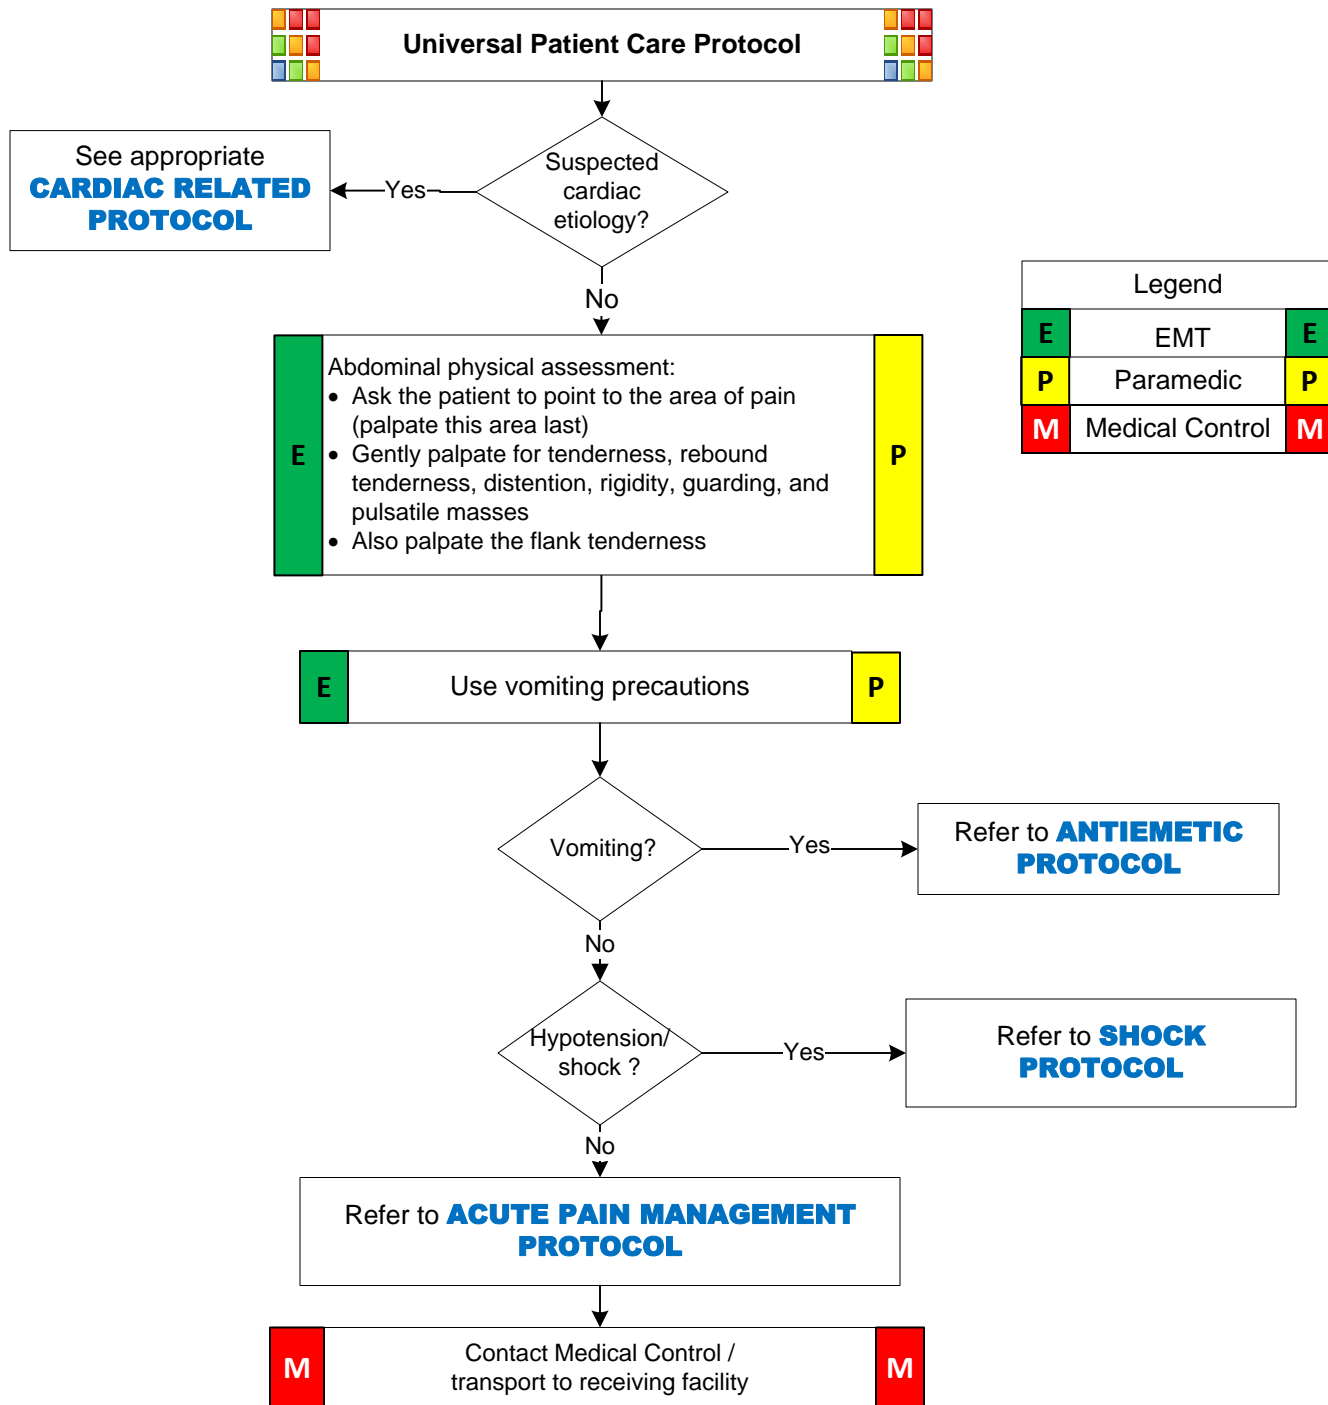 Universal Patient Care Protocol
Suspected
cardiac
etiology?
Yes
See appropriate
CARDIAC RELATED
PROTOCOL
No
Legend
E EMT E
P Paramedic P
M Medical Control M
E
Abdominal physical assessment:
• Ask the patient to point to the area of pain
(palpate this area last)
• Gently palpate for tenderness, rebound
tenderness, distention, rigidity, guarding, and
pulsatile masses
• Also palpate the flank tenderness
P
E Use vomiting precautions P
Vomiting?
Yes
Refer to ANTIEMETIC
PROTOCOL
No
Hypotension/
shock ?
Yes
Refer to SHOCK
PROTOCOL
No
Refer to ACUTE PAIN MANAGEMENT
PROTOCOL
M
Contact Medical Control /
transport to receiving facility
M